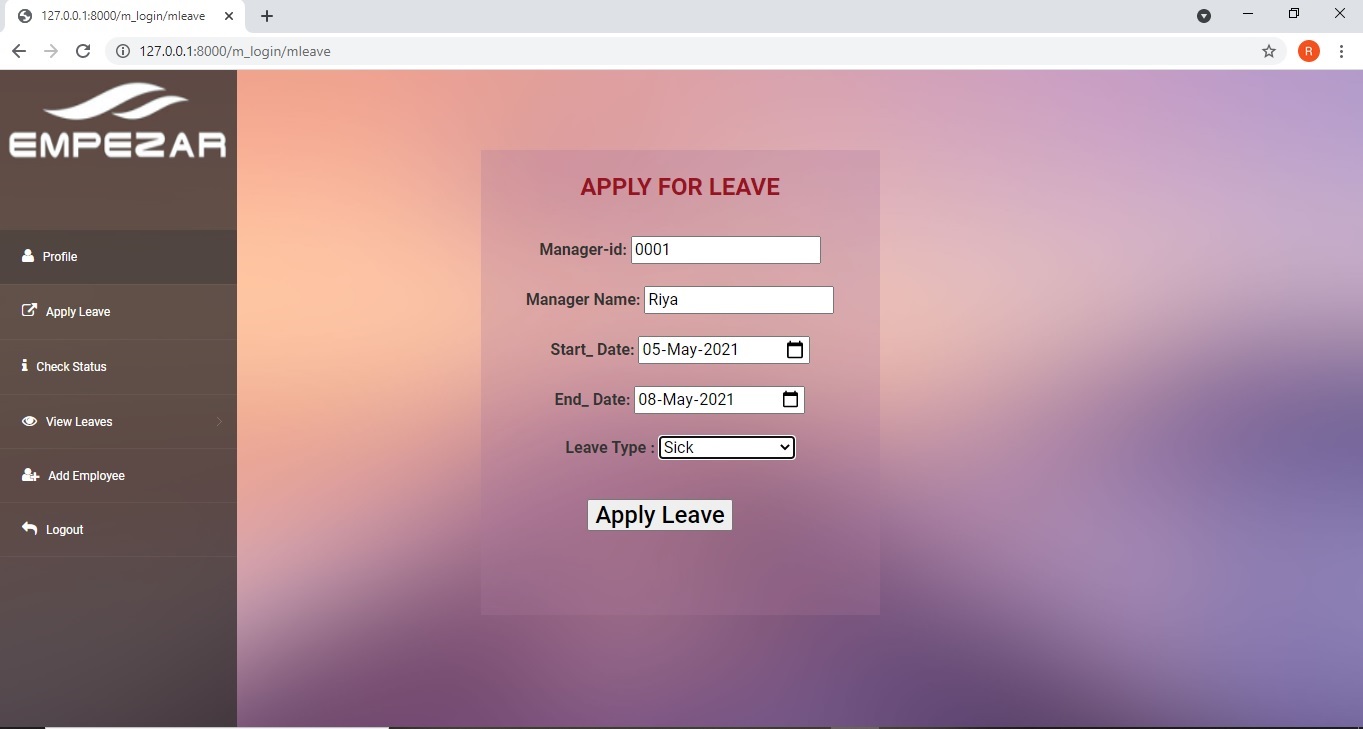 127.0.0.1:8000/m_login/mleave
127.0.0.1:8000/m_login/mleave
R
EMPEZAR
Profile
Apply Leave
Check Status
View Leaves
Add Employee
Logout
APPLY FOR LEAVE
Manager-id: 0001
Manager Name: Riya
Start_ Date: 05-May-2021
End_ Date: 08-May-2021
Leave Type : Sick
Apply Leave